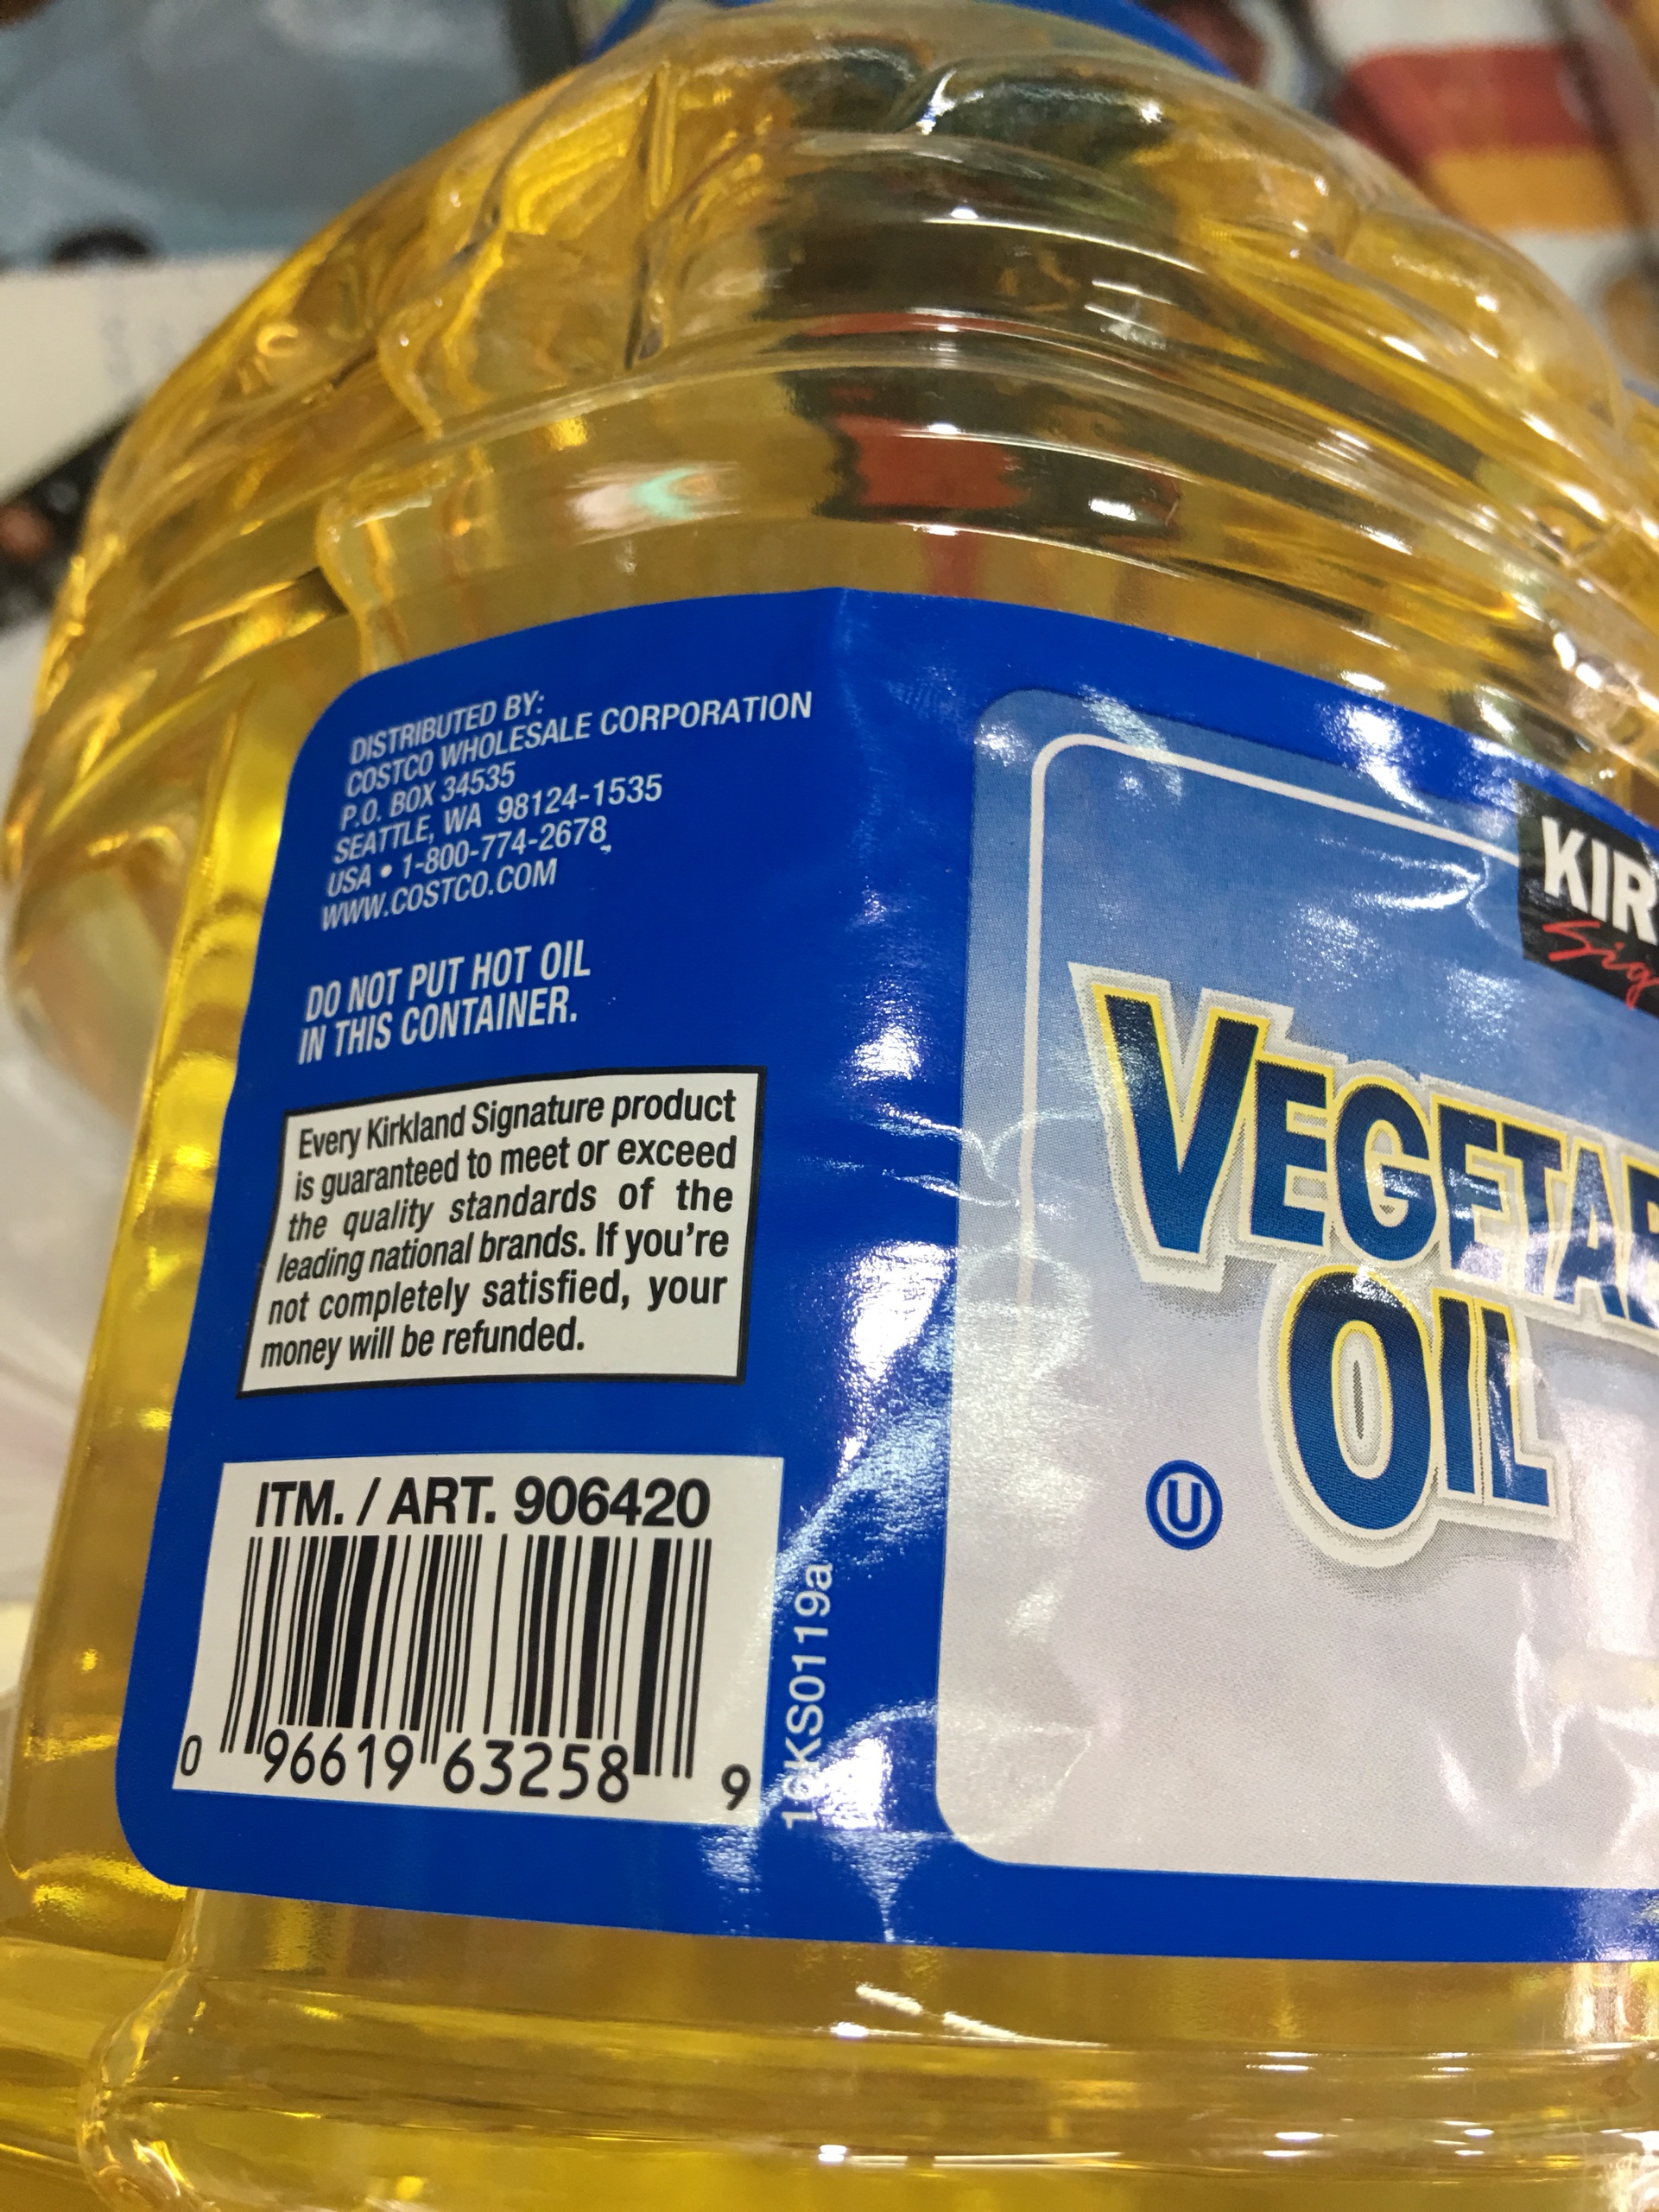 DISTRIBUTED BY:
COSTCO WHOLESALE CORPORATION
P.O. BOX 34535
SEATTLE, WA 98124-1535
USA • 1-800-774-2678
WWW.COSTCO.COM
DO NOT PUT HOT OIL
IN THIS CONTAINER.
Every Kirkland Signature product
is guaranteed to meet or exceed
the quality standards of the
leading national brands. If you're
not completely satisfied, your
money will be refunded.
ITM. / ART. 906420
0 96619 63258 9
KIR
Sig
VEGETAB
OIL
U